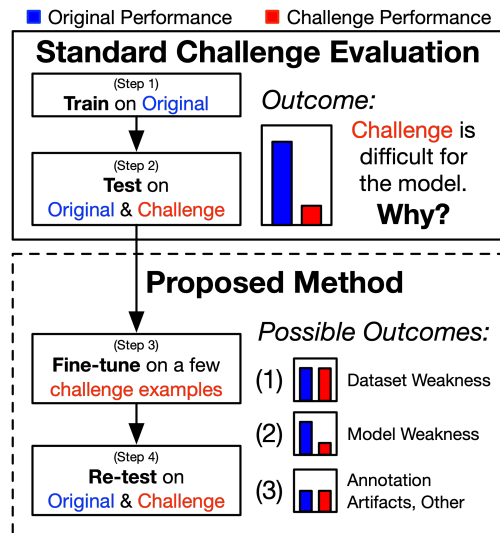 Original Performance
Challenge Performance
Standard Challenge Evaluation
(Step 1)
Train on Original
(Step 2)
Test on
Original & Challenge
Outcome:
Challenge is
difficult for
the model.
Why?
Proposed Method
(Step 3)
Fine-tune on a few
challenge examples
(Step 4)
Re-test on
Original & Challenge
Possible Outcomes:
(1) Dataset Weakness
(2) Model Weakness
(3) Annotation
Artifacts, Other